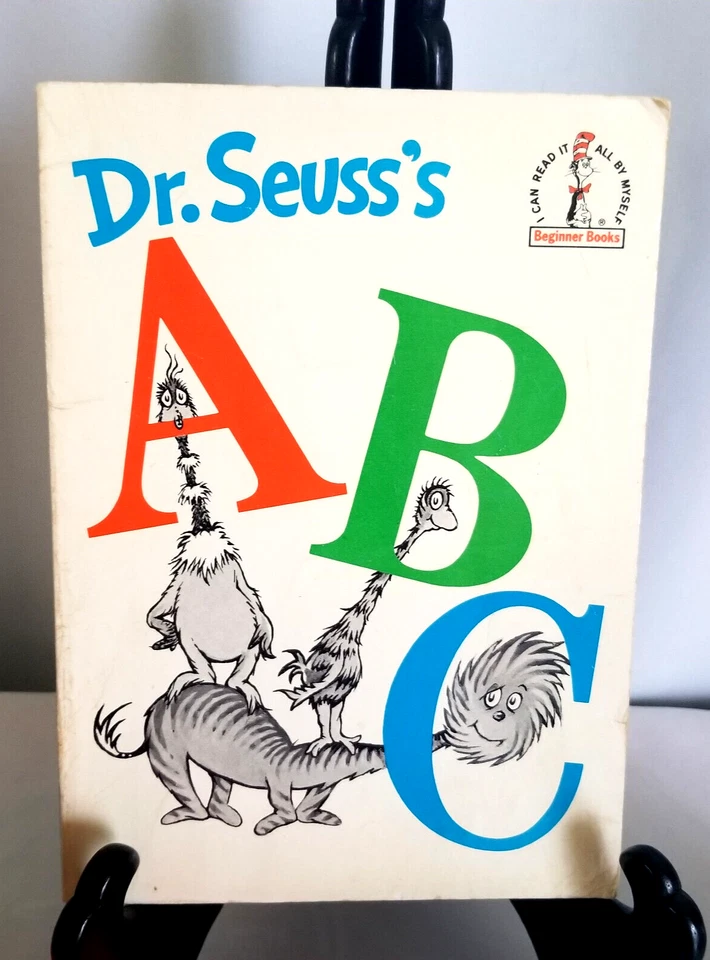 Dr. Seuss's
I CAN READ IT ALL BY MYSELF
®
Beginner Books
A
B
C